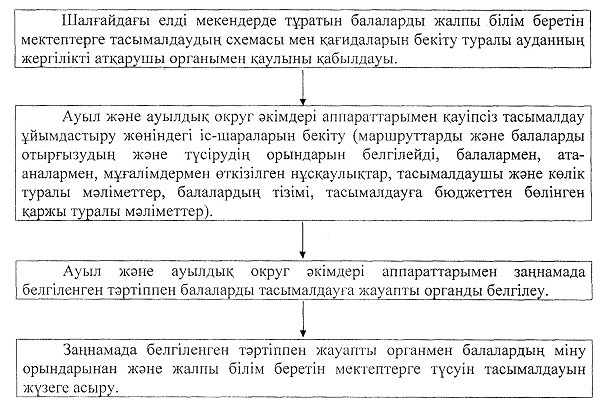 Шалғайдағы елді мекендерде тұратын балаларды жалпы білім беретін
мектептерге тасымалдаудың схемасы мен қағидаларын бекіту туралы ауданның
жергілікті атқарушы органымен қаулыны қабылдауы.
Ауыл және ауылдық округ әкімдері аппараттарымен қауіпсіз тасымалдау
ұйымдастыру жөніндегі іс-шараларын бекіту (маршруттарды және балаларды
отырғызудың және түсірудің орындарын белгілейді, балалармен, ата-
аналармен, мұғалімдермен өткізілген нұсқаулықтар, тасымалдаушы және көлік
туралы мәліметтер, балалардың тізімі, тасымалдауға бюджеттен бөлінген
қаржы туралы мәліметтер).
Ауыл және ауылдық округ әкімдері аппараттарымен заңнамада
белгіленген тәртіппен балаларды тасымалдауға жауапты органды белгілеу.
Заңнамада белгіленген тәртіппен жауапты органмен балалардың міну
орындарынан және жалпы білім беретін мектептерге түсуін тасымалдауын
жүзеге асыру.